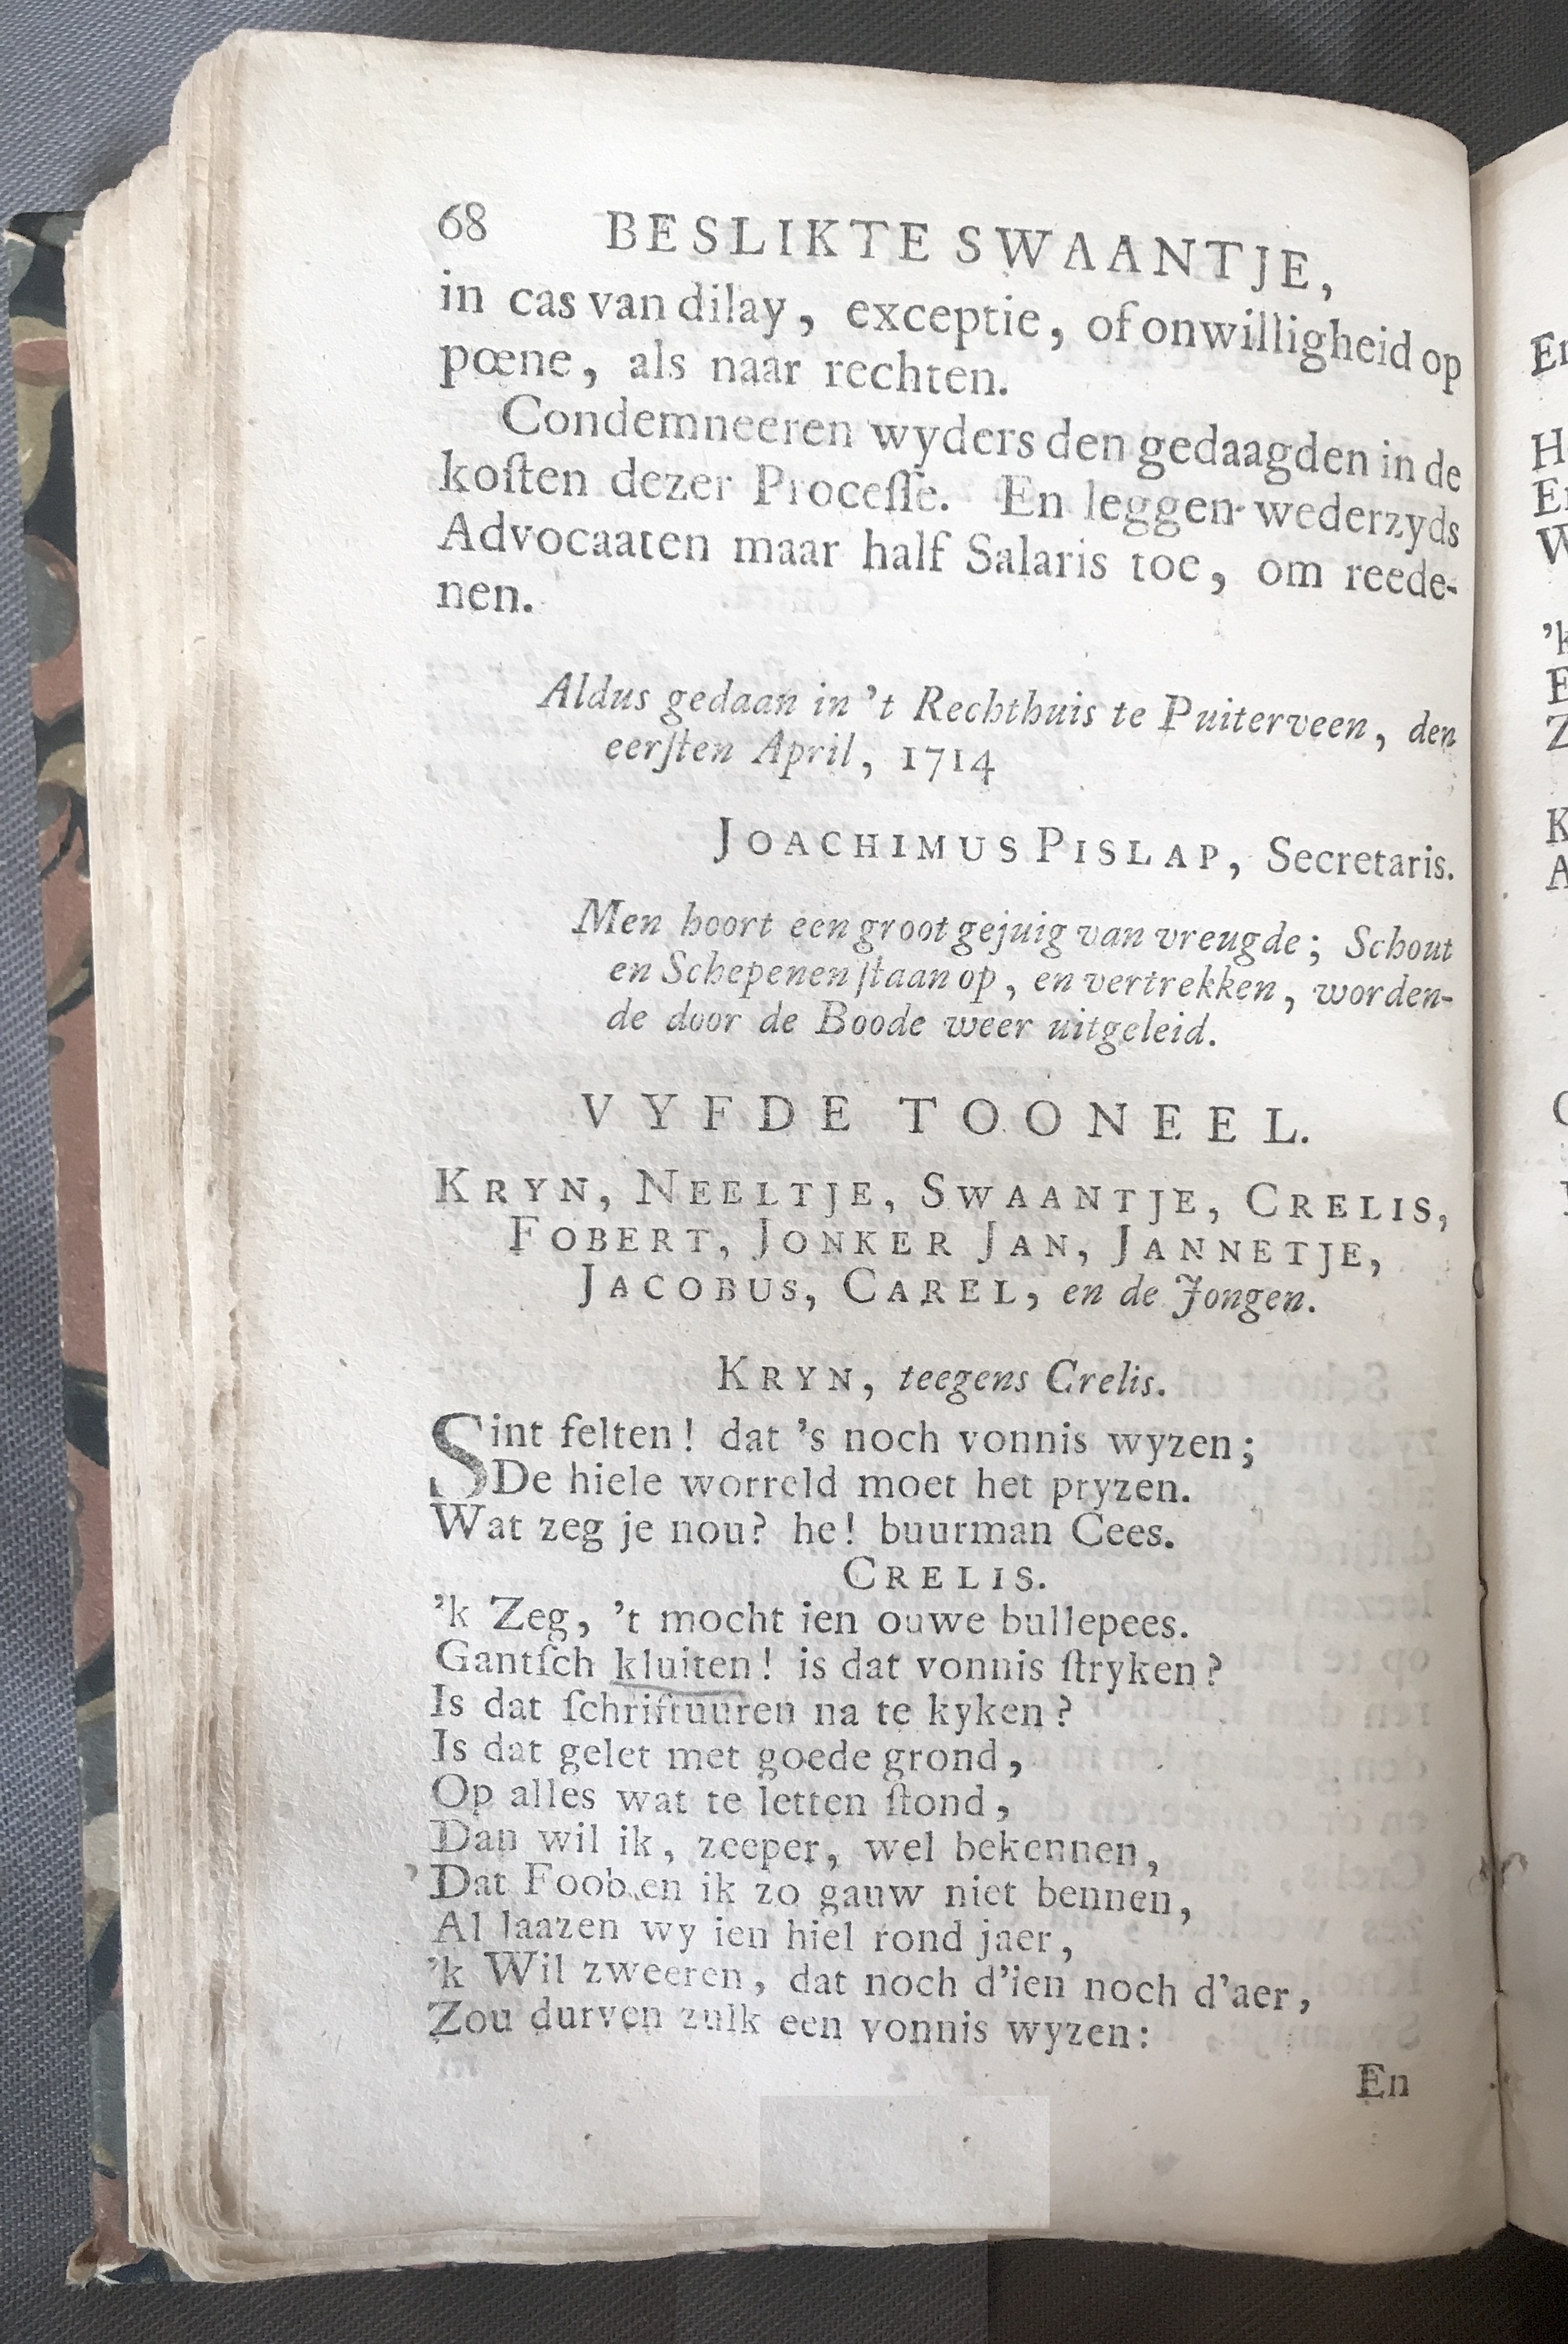 68 BESLIKTE SWAANTJE,
in cas van dilay, exceptie, of onwilligheid op
pœne, als naar rechten.
Condemneeren wyders den gedaagden in de
koſten dezer Proceſſe. En leggen wederzyds
Advocaaten maar half Salaris toe, om reede-
nen.
Aldus gedaan in 't Rechthuis te Puiterveen, den
eerſten April, 1714
JOACHIMUS PISLAP, Secretaris.
Men hoort een groot gejuig van vreugde; Schout
en Schepenen ſtaan op, en vertrekken, worden-
de door de Boode weer uitgeleid.
VYFDE TOONEEL.
KRYN, NEELTJE, SWAANTJE, CRELIS,
FOBERT, JONKER JAN, JANNETJE,
JACOBUS, CAREL, en de Jongen.
KRYN, teegens Crelis.
Sint felten! dat 's noch vonnis wyzen;
De hiele worreld moet het pryzen.
Wat zeg je nou? he! buurman Cees.
CRELIS.
'k Zeg, 't mocht ien ouwe bullepees.
Gantſch kluiten! is dat vonnis ſtryken?
Is dat ſchriftuuren na te kyken?
Is dat gelet met goede grond,
Op alles wat te letten ſtond,
Dan wil ik, zeeper, wel bekennen,
Dat en ik zo gauw niet bennen,
Al laazen wy ien hiel rond jaer,
'k Wil zweeren, dat noch d'ien noch d'aer,
Zou durven zulk een vonnis wyzen:
En